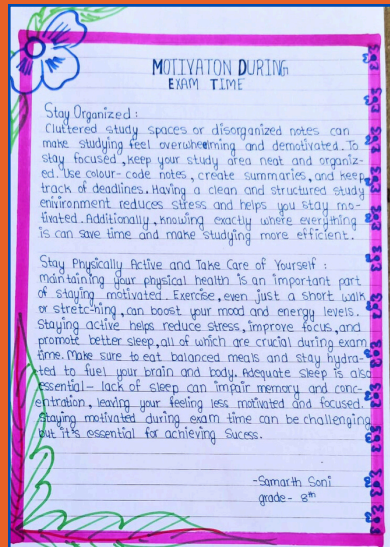 MOTIVATON DURING
EXAM TIME
Stay Organized :
Cluttered study spaces or disorganized notes can
make studying feel overwhelming and demotivated. To
stay focused, keep your study area neat and organiz-
ed. Use colour-code notes, create summaries, and keep
track of deadlines. Having a clean and structured study
enironment reduces stress and helps you stay mo-
tivated. Additionally, knowing exactly where everything
is can save time and make studying more efficient.
Stay Physically Active and Take Care of Yourself :
maintaining your physical health is an important part
of staying motivated. Exercise, even just a short walk
or stretc-hing, can boost your mood and energy levels.
Staying active helps reduce stress, improve focus, and
promote better sleep, all of which are crucial during exam
time. Make sure to eat balanced meals and stay hydra-
ted to fuel your brain and body. Adequate sleep is also
essential- lack of sleep can impair memory and conc-
entration, leaving your feeling less motivated and focused.
Staying motivated during exam time can be challenging
but it's essential for achieving Sucess.
-Samarth Soni
grade- 8th